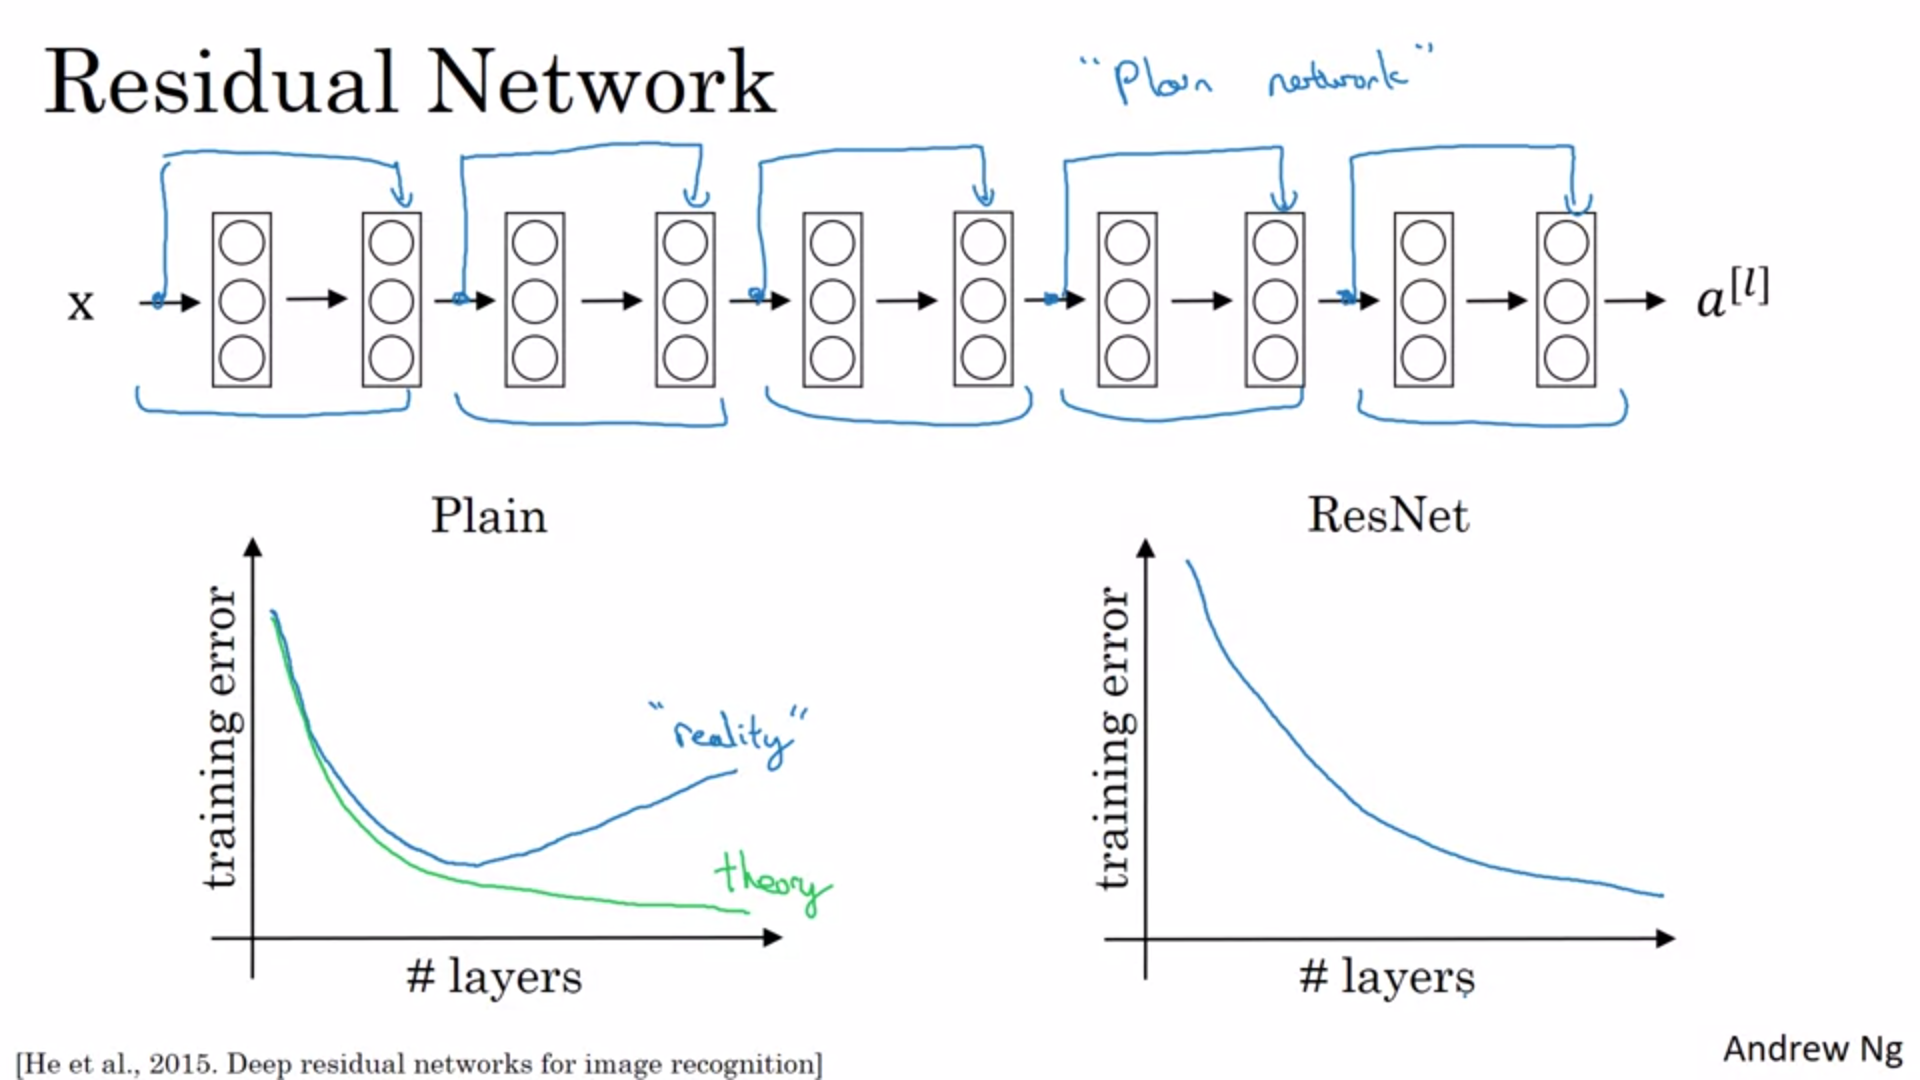 Residual Network
"Plain network"
x
a[l]
Plain
ResNet
training error
"reality"
theory
# layers
training error
# layers
[He et al., 2015. Deep residual networks for image recognition]
Andrew Ng